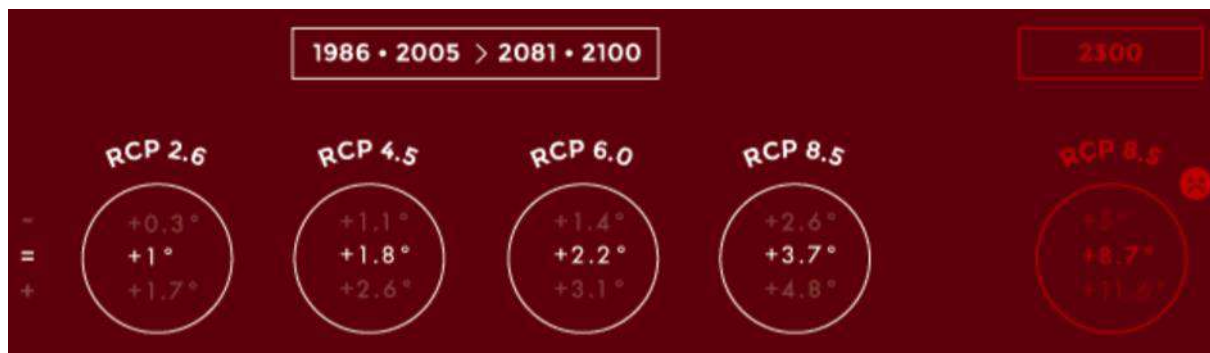 1986 • 2005 > 2081 • 2100
2300
RCP 2.6
RCP 4.5
RCP 6.0
RCP 8.5
RCP 8.5
- +0.3° +1.1° +1.4° +2.6° +3°
= +1° +1.8° +2.2° +3.7° +8.7°
+ +1.7° +2.6° +3.1° +4.8°